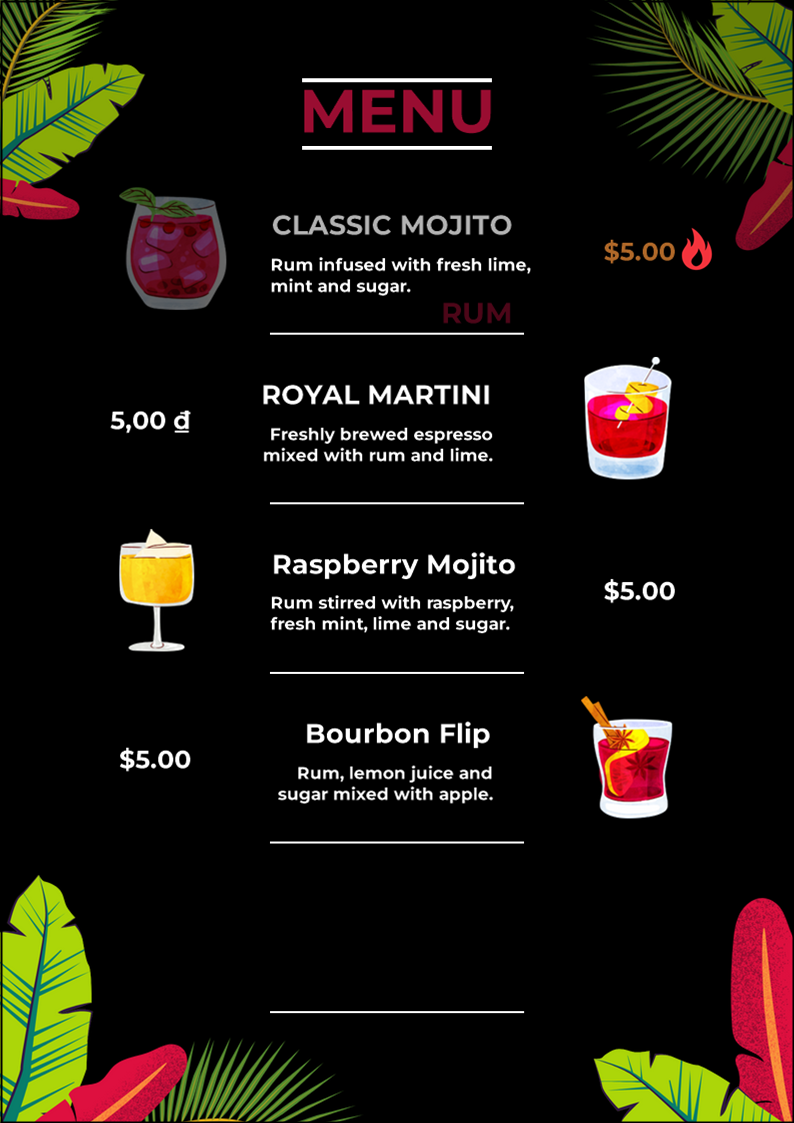 MENU
CLASSIC MOJITO
$5.00
Rum infused with fresh lime,
mint and sugar.
RUM
ROYAL MARTINI
5,00 ₫
Freshly brewed espresso
mixed with rum and lime.
Raspberry Mojito
$5.00
Rum stirred with raspberry,
fresh mint, lime and sugar.
Bourbon Flip
$5.00
Rum, lemon juice and
sugar mixed with apple.